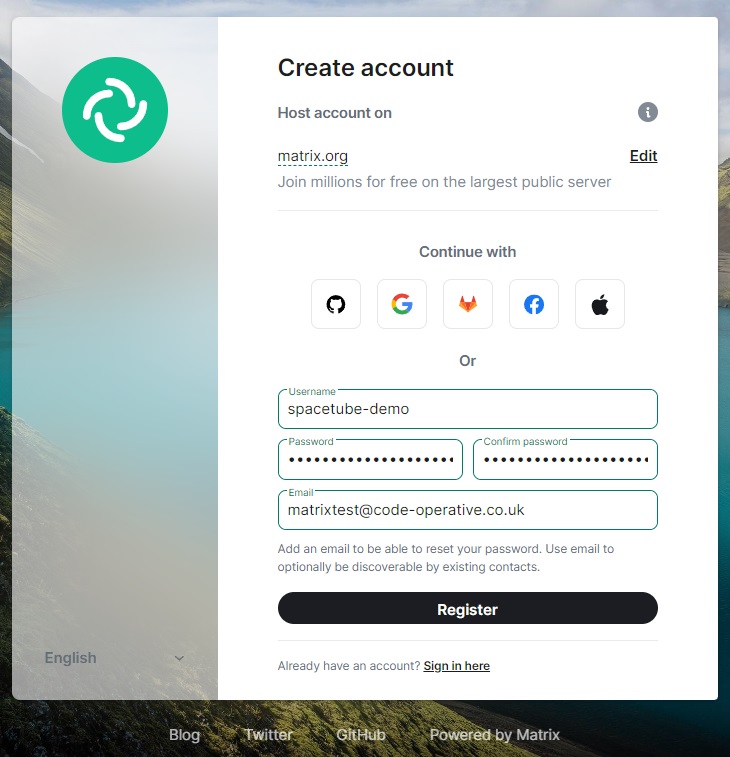 Create account
Host account on
matrix.org Edit
Join millions for free on the largest public server
Continue with
Or
Username
spacetube-demo
Password Confirm password
•••••••••••••••••••• ••••••••••••••••••••
Email
matrixtest@code-operative.co.uk
Add an email to be able to reset your password. Use email to
optionally be discoverable by existing contacts.
Register
English
Already have an account? Sign in here
Blog Twitter GitHub Powered by Matrix